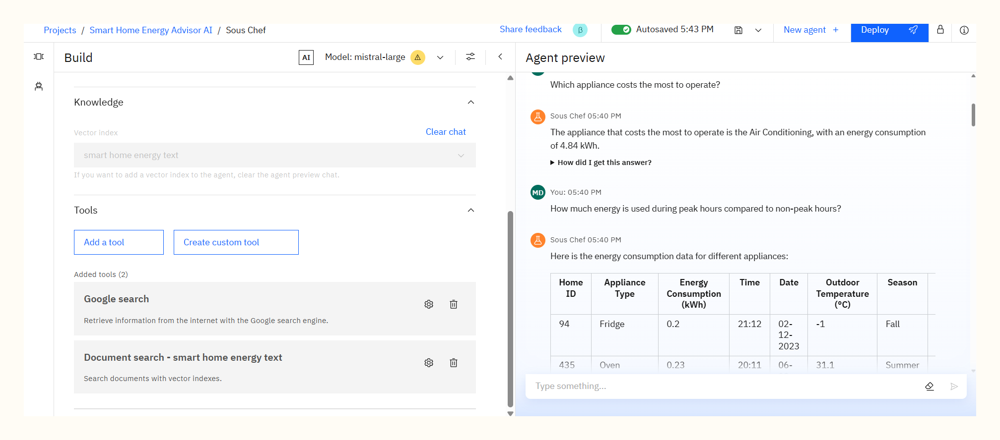 Projects / Smart Home Energy Advisor AI / Sous Chef
Share feedback
β
Autosaved 5:43 PM
New agent +
Deploy
Build
AI
Model: mistral-large
Agent preview
Knowledge
Vector index
Clear chat
smart home energy text
If you want to add a vector index to the agent, clear the agent preview chat.
Tools
Add a tool
Create custom tool
Added tools (2)
Google search
Retrieve information from the internet with the Google search engine.
Document search - smart home energy text
Search documents with vector indexes.
Which appliance costs the most to operate?
Sous Chef 05:40 PM
The appliance that costs the most to operate is the Air Conditioning, with an energy consumption
of 4.84 kWh.
How did I get this answer?
MD
You: 05:40 PM
How much energy is used during peak hours compared to non-peak hours?
Sous Chef 05:40 PM
Here is the energy consumption data for different appliances:
Home ID Appliance Type Energy Consumption (kWh) Time Date Outdoor Temperature (°C) Season
94 Fridge 0.2 21:12 02-12-2023 -1 Fall
435 Oven 0.23 20:11 06- 31.1 Summer
Type something...